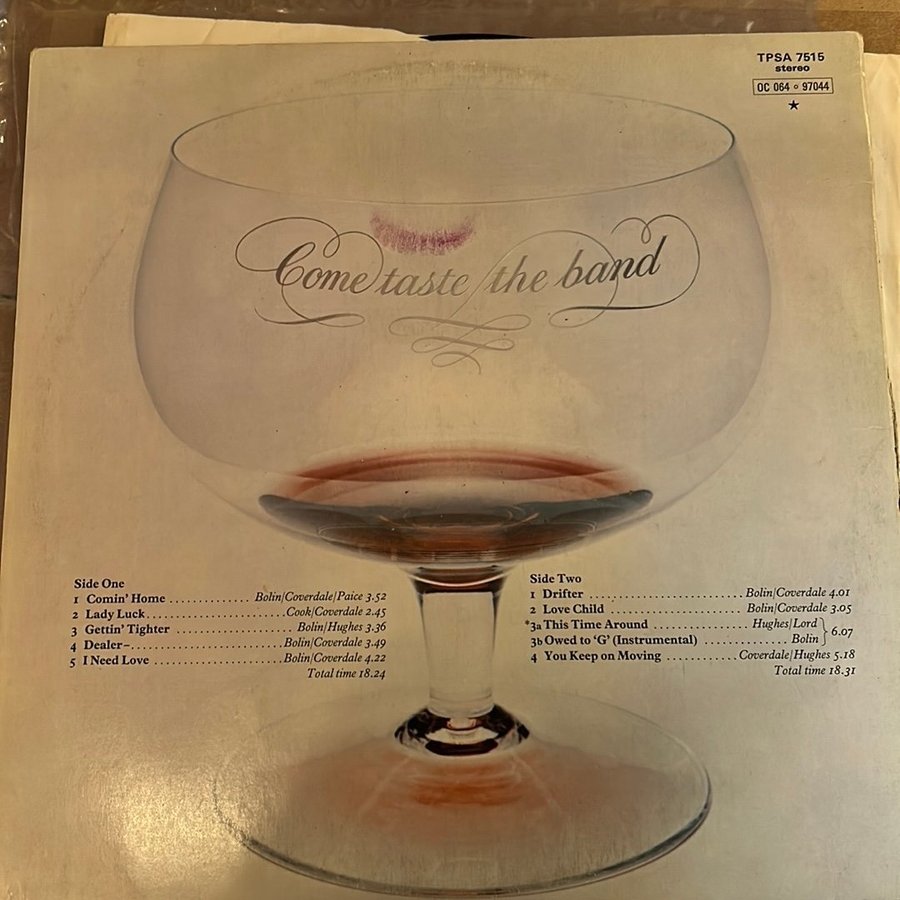 TPSA 7515
stereo
OC 064 ∘ 97044
★
Come taste the band
Side One
1 Comin' Home .................. Bolin/Coverdale/Paice 3.52
2 Lady Luck .......................... Cook/Coverdale 2.45
3 Gettin' Tighter ........................ Bolin/Hughes 3.36
4 Dealer– .............................. Bolin/Coverdale 3.49
5 I Need Love ......................... Bolin/Coverdale 4.22
Total time 18.24
Side Two
1 Drifter ............................... Bolin/Coverdale 4.01
2 Love Child ......................... Bolin/Coverdale 3.05
*3a This Time Around .................. Hughes/Lord } 6.07
3b Owed to 'G' (Instrumental) .................. Bolin
4 You Keep on Moving ............. Coverdale/Hughes 5.18
Total time 18.31